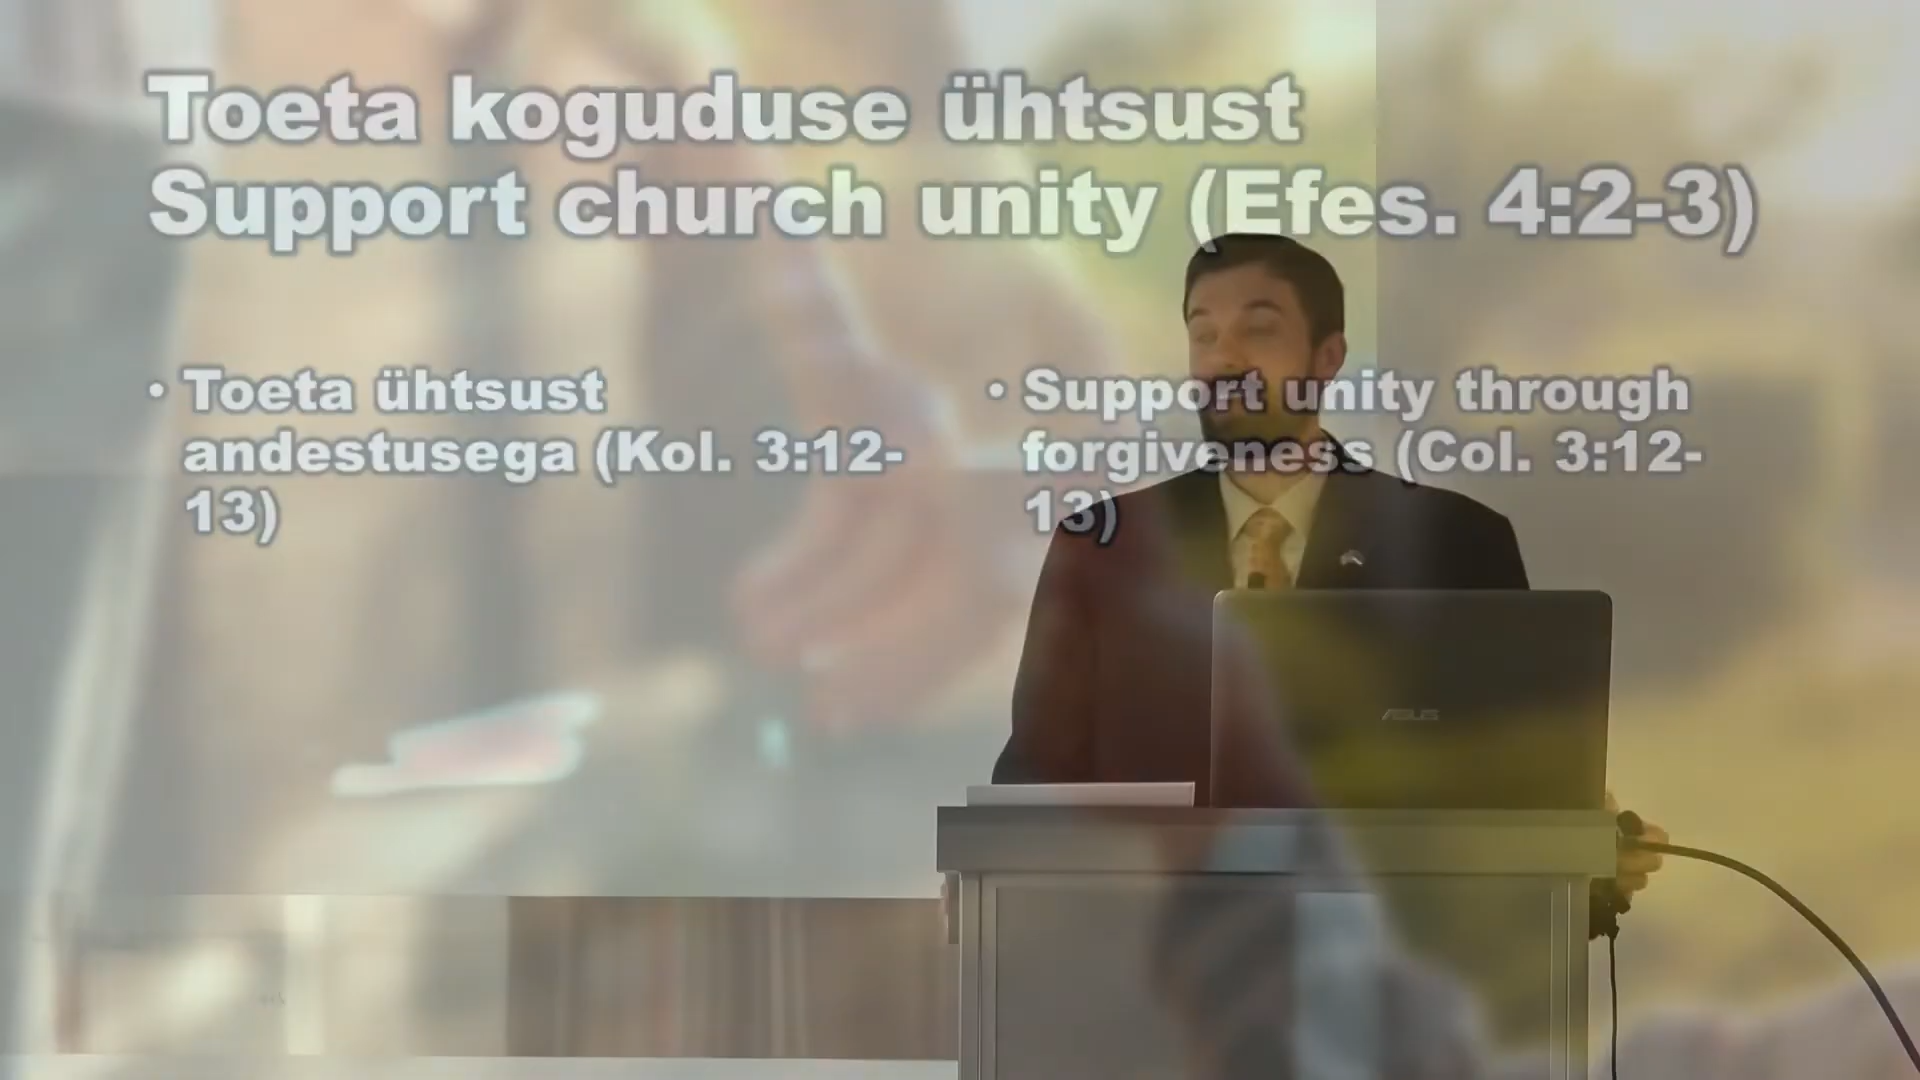 Toeta koguduse ühtsust
Support church unity (Efes. 4:2-3)
• Toeta ühtsust
andestusega (Kol. 3:12-
13)
• Support unity through
forgiveness (Col. 3:12-
13)
ASUS